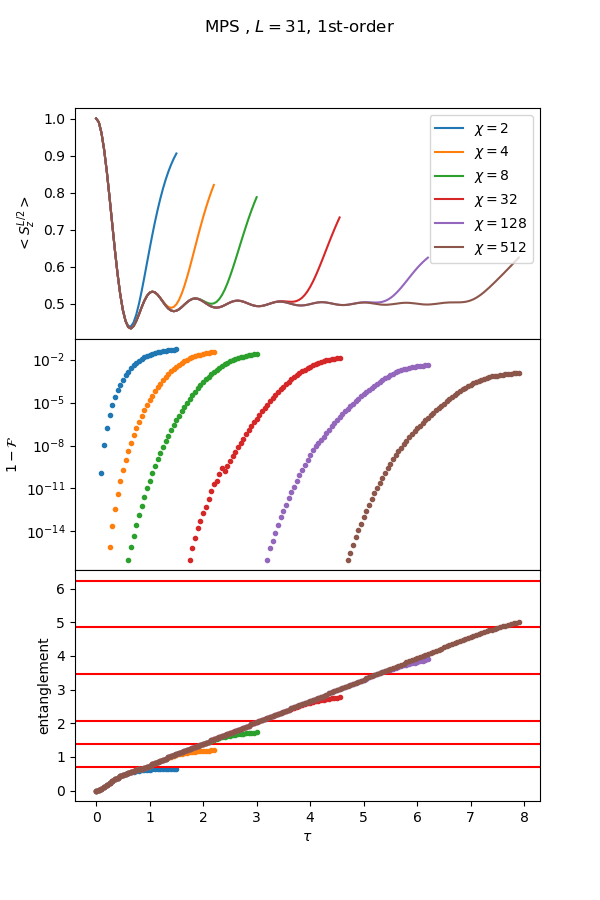 MPS , $L = 31$, 1st-order
< S_z^{L/2} >
1.0
0.9
0.8
0.7
0.6
0.5
χ = 2
χ = 4
χ = 8
χ = 32
χ = 128
χ = 512
1 − ℱ
10⁻²
10⁻⁵
10⁻⁸
10⁻¹¹
10⁻¹⁴
entanglement
6
5
4
3
2
1
0
0 1 2 3 4 5 6 7 8
τ